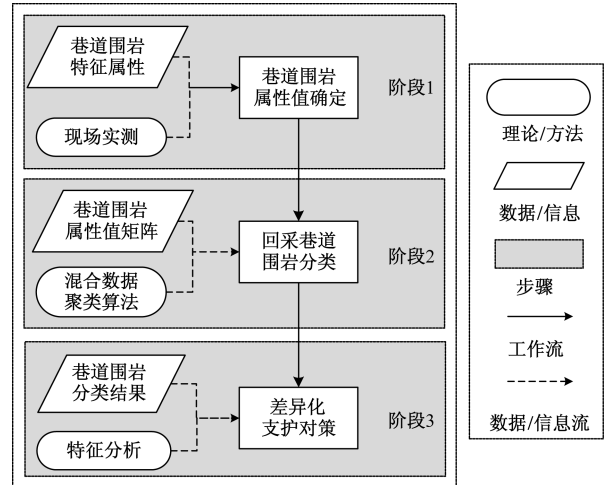 巷道围岩
特征属性
现场实测
巷道围岩
属性值确定
阶段1
巷道围岩
属性值矩阵
混合数据
聚类算法
回采巷道
围岩分类
阶段2
巷道围岩
分类结果
特征分析
差异化
支护对策
阶段3
理论/方法
数据/信息
步骤
工作流
数据/信息流